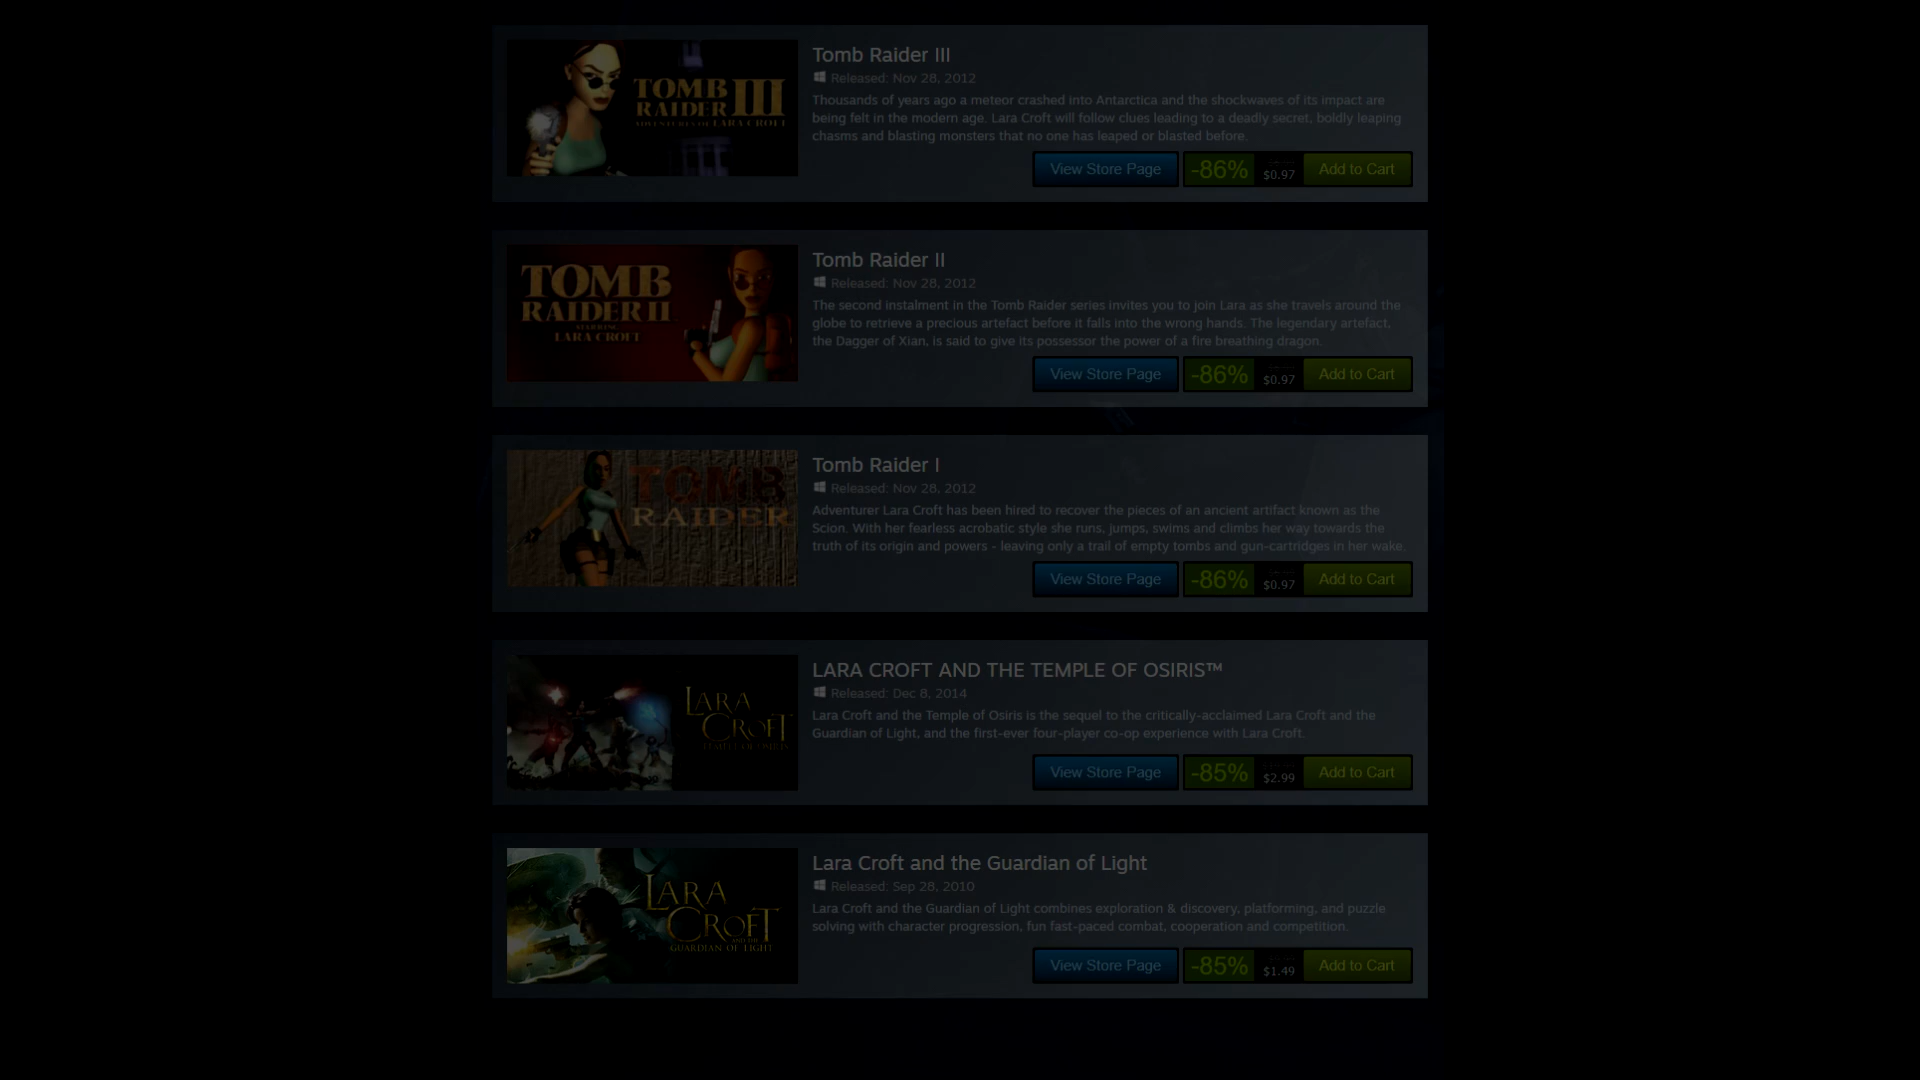 TOMB
RAIDER III
ADVENTURES OF LARA CROFT
Tomb Raider III
Released: Nov 28, 2012
Thousands of years ago a meteor crashed into Antarctica and the shockwaves of its impact are
being felt in the modern age. Lara Croft will follow clues leading to a deadly secret, boldly leaping
chasms and blasting monsters that no one has leaped or blasted before.
View Store Page -86% $0.97 Add to Cart
TOMB
RAIDER II
STARRING
LARA CROFT
Tomb Raider II
Released: Nov 28, 2012
The second instalment in the Tomb Raider series invites you to join Lara as she travels around the
globe to retrieve a precious artefact before it falls into the wrong hands. The legendary artefact,
the Dagger of Xian, is said to give its possessor the power of a fire breathing dragon.
View Store Page -86% $0.97 Add to Cart
TOMB
RAIDER
Tomb Raider I
Released: Nov 28, 2012
Adventurer Lara Croft has been hired to recover the pieces of an ancient artifact known as the
Scion. With her fearless acrobatic style she runs, jumps, swims and climbs her way towards the
truth of its origin and powers - leaving only a trail of empty tombs and gun-cartridges in her wake.
View Store Page -86% $0.97 Add to Cart
LARA
CROFT
TEMPLE OF OSIRIS
LARA CROFT AND THE TEMPLE OF OSIRIS™
Released: Dec 8, 2014
Lara Croft and the Temple of Osiris is the sequel to the critically-acclaimed Lara Croft and the
Guardian of Light, and the first-ever four-player co-op experience with Lara Croft.
View Store Page -85% $2.99 Add to Cart
LARA
CROFT
AND THE
GUARDIAN OF LIGHT
Lara Croft and the Guardian of Light
Released: Sep 28, 2010
Lara Croft and the Guardian of Light combines exploration & discovery, platforming, and puzzle
solving with character progression, fun fast-paced combat, cooperation and competition.
View Store Page -85% $1.49 Add to Cart